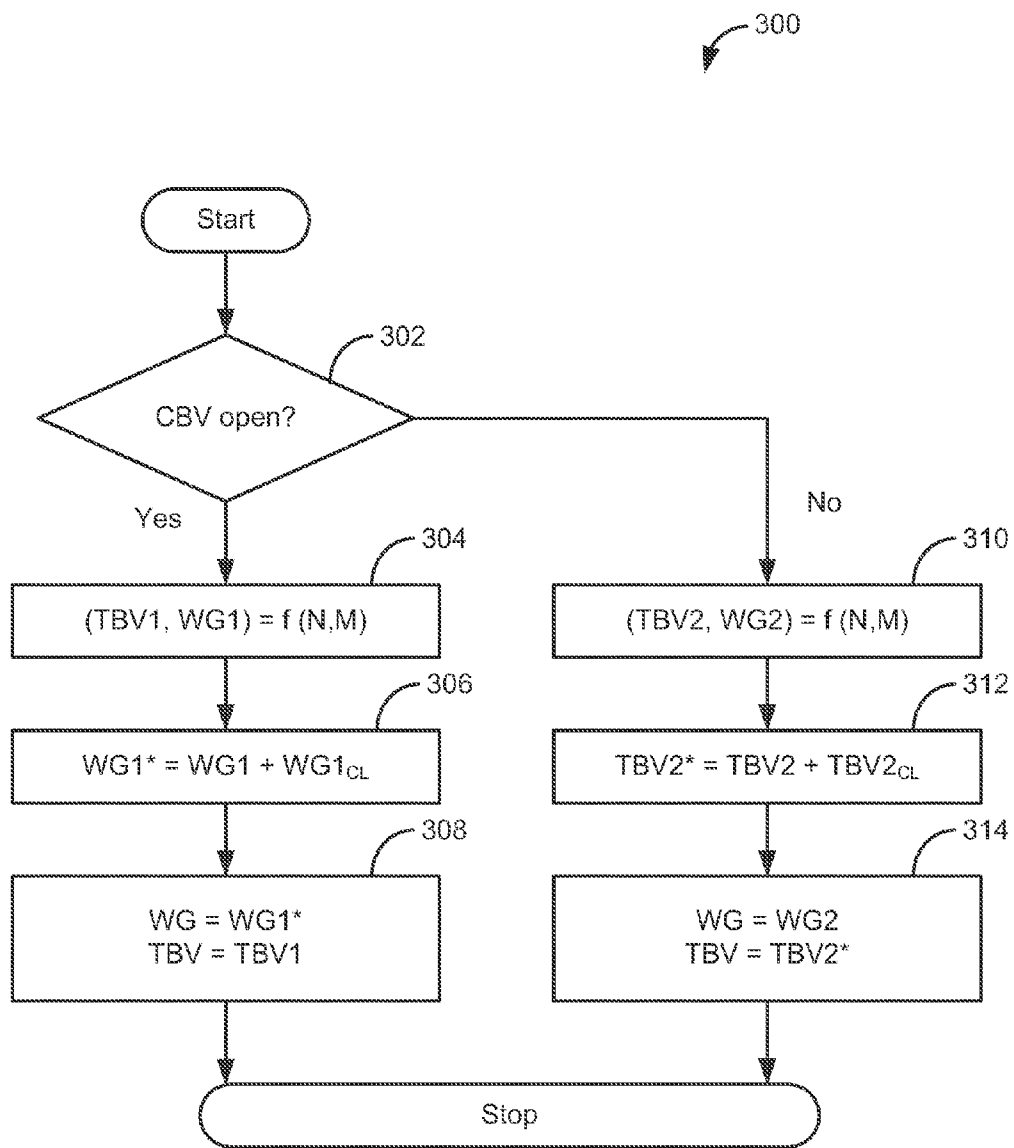 300
Start
302
CBV open?
Yes
No
304
310
(TBV1, WG1) = f (N,M)
(TBV2, WG2) = f (N,M)
306
312
WG1* = WG1 + WG1CL
TBV2* = TBV2 + TBV2CL
308
314
WG = WG1*
TBV = TBV1
WG = WG2
TBV = TBV2*
Stop